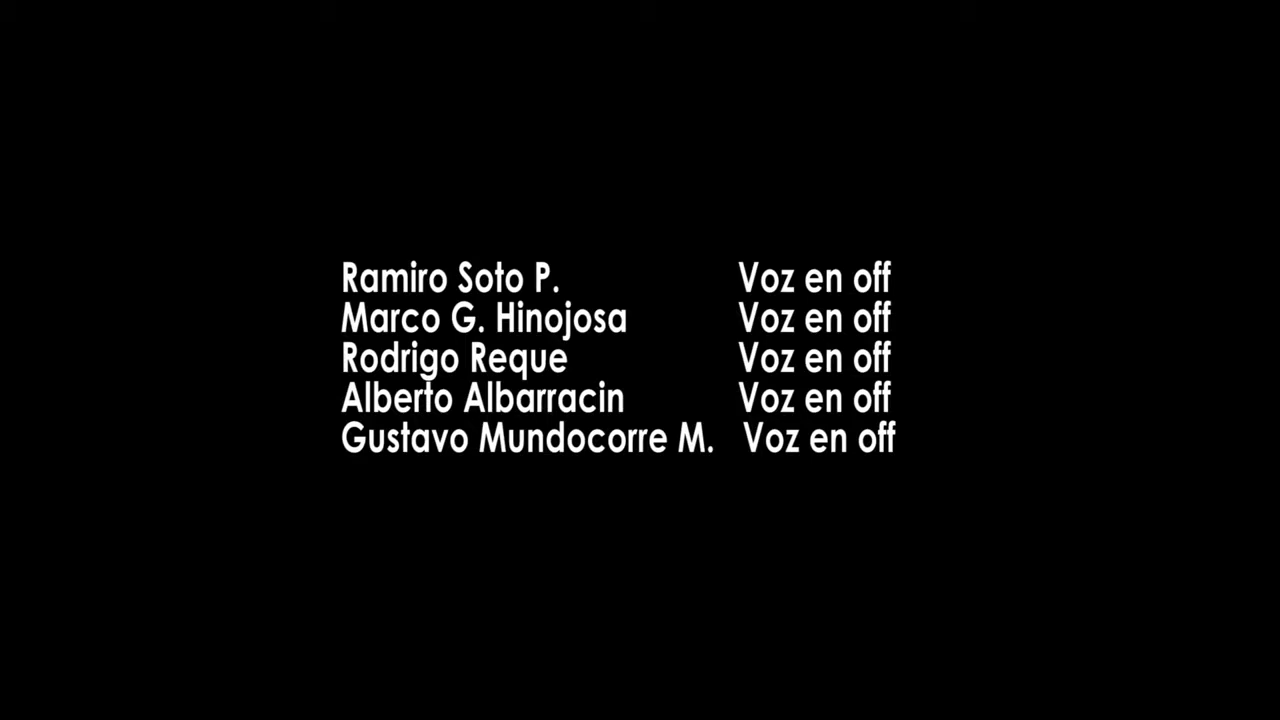 Ramiro Soto P. Voz en off
Marco G. Hinojosa Voz en off
Rodrigo Reque Voz en off
Alberto Albarracin Voz en off
Gustavo Mundocorre M. Voz en off